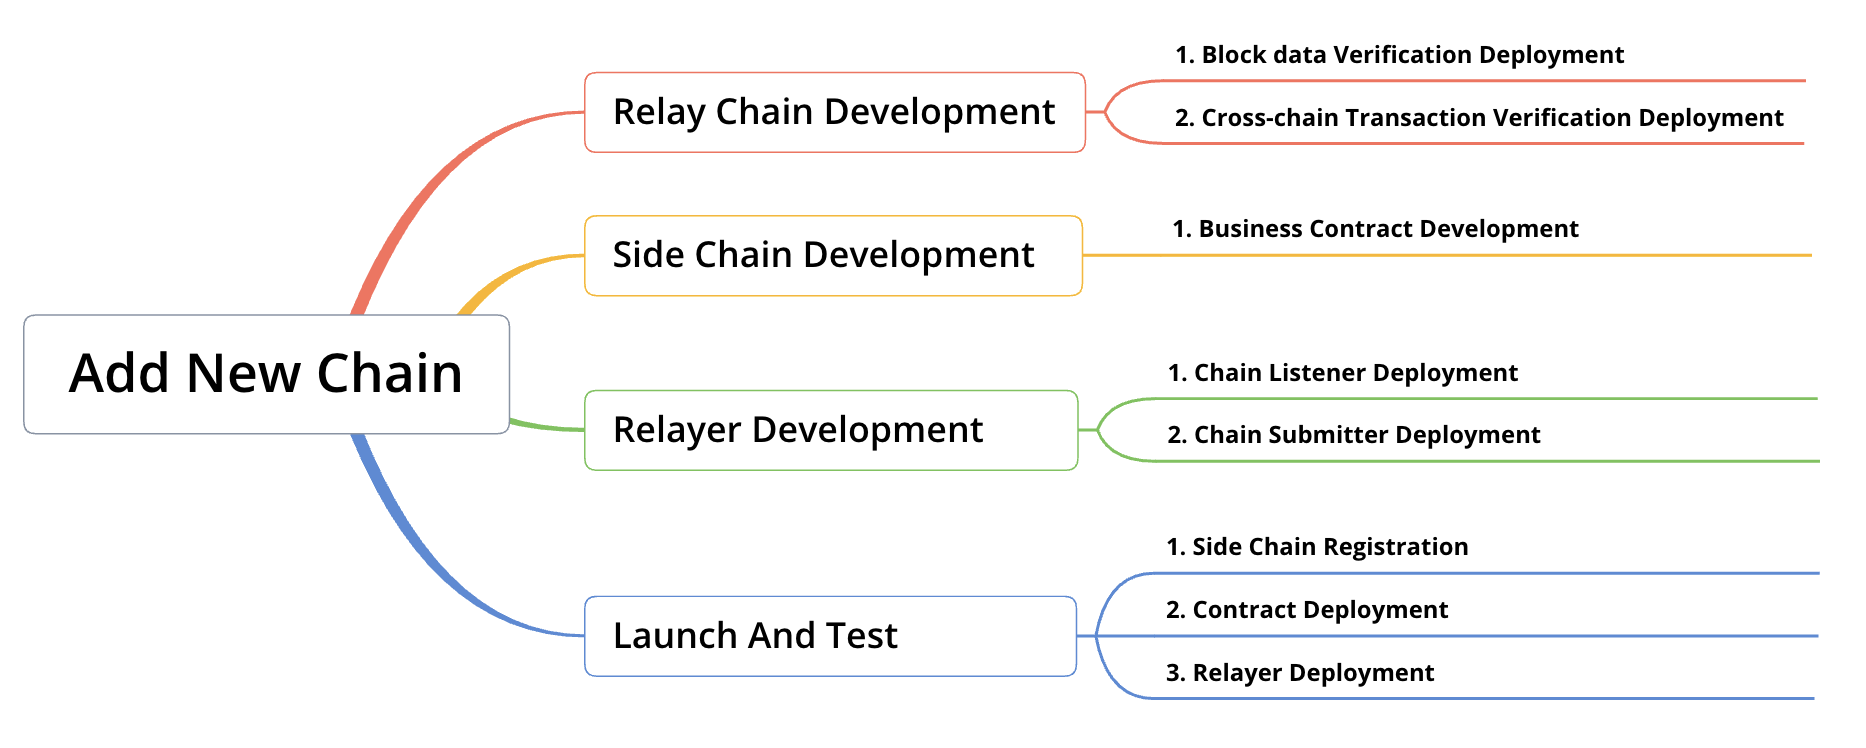 Add New Chain
Relay Chain Development
1. Block data Verification Deployment
2. Cross-chain Transaction Verification Deployment
Side Chain Development
1. Business Contract Development
Relayer Development
1. Chain Listener Deployment
2. Chain Submitter Deployment
Launch And Test
1. Side Chain Registration
2. Contract Deployment
3. Relayer Deployment